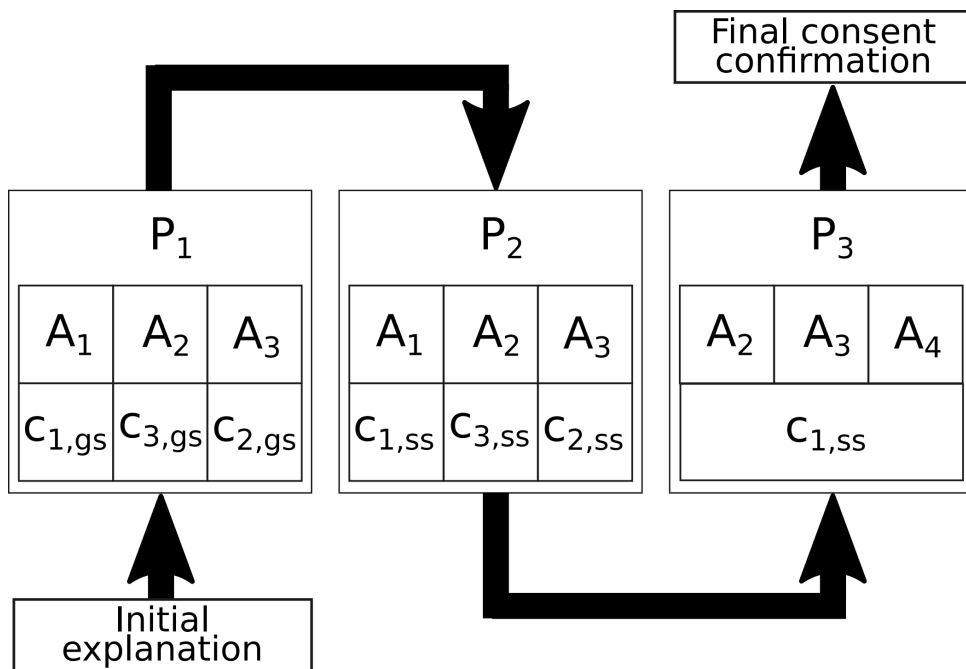 Final consent
confirmation
P₁
P₂
P₃
A₁ A₂ A₃
A₁ A₂ A₃
A₂ A₃ A₄
c₁,gs c₃,gs c₂,gs
c₁,ss c₃,ss c₂,ss
c₁,ss
Initial
explanation